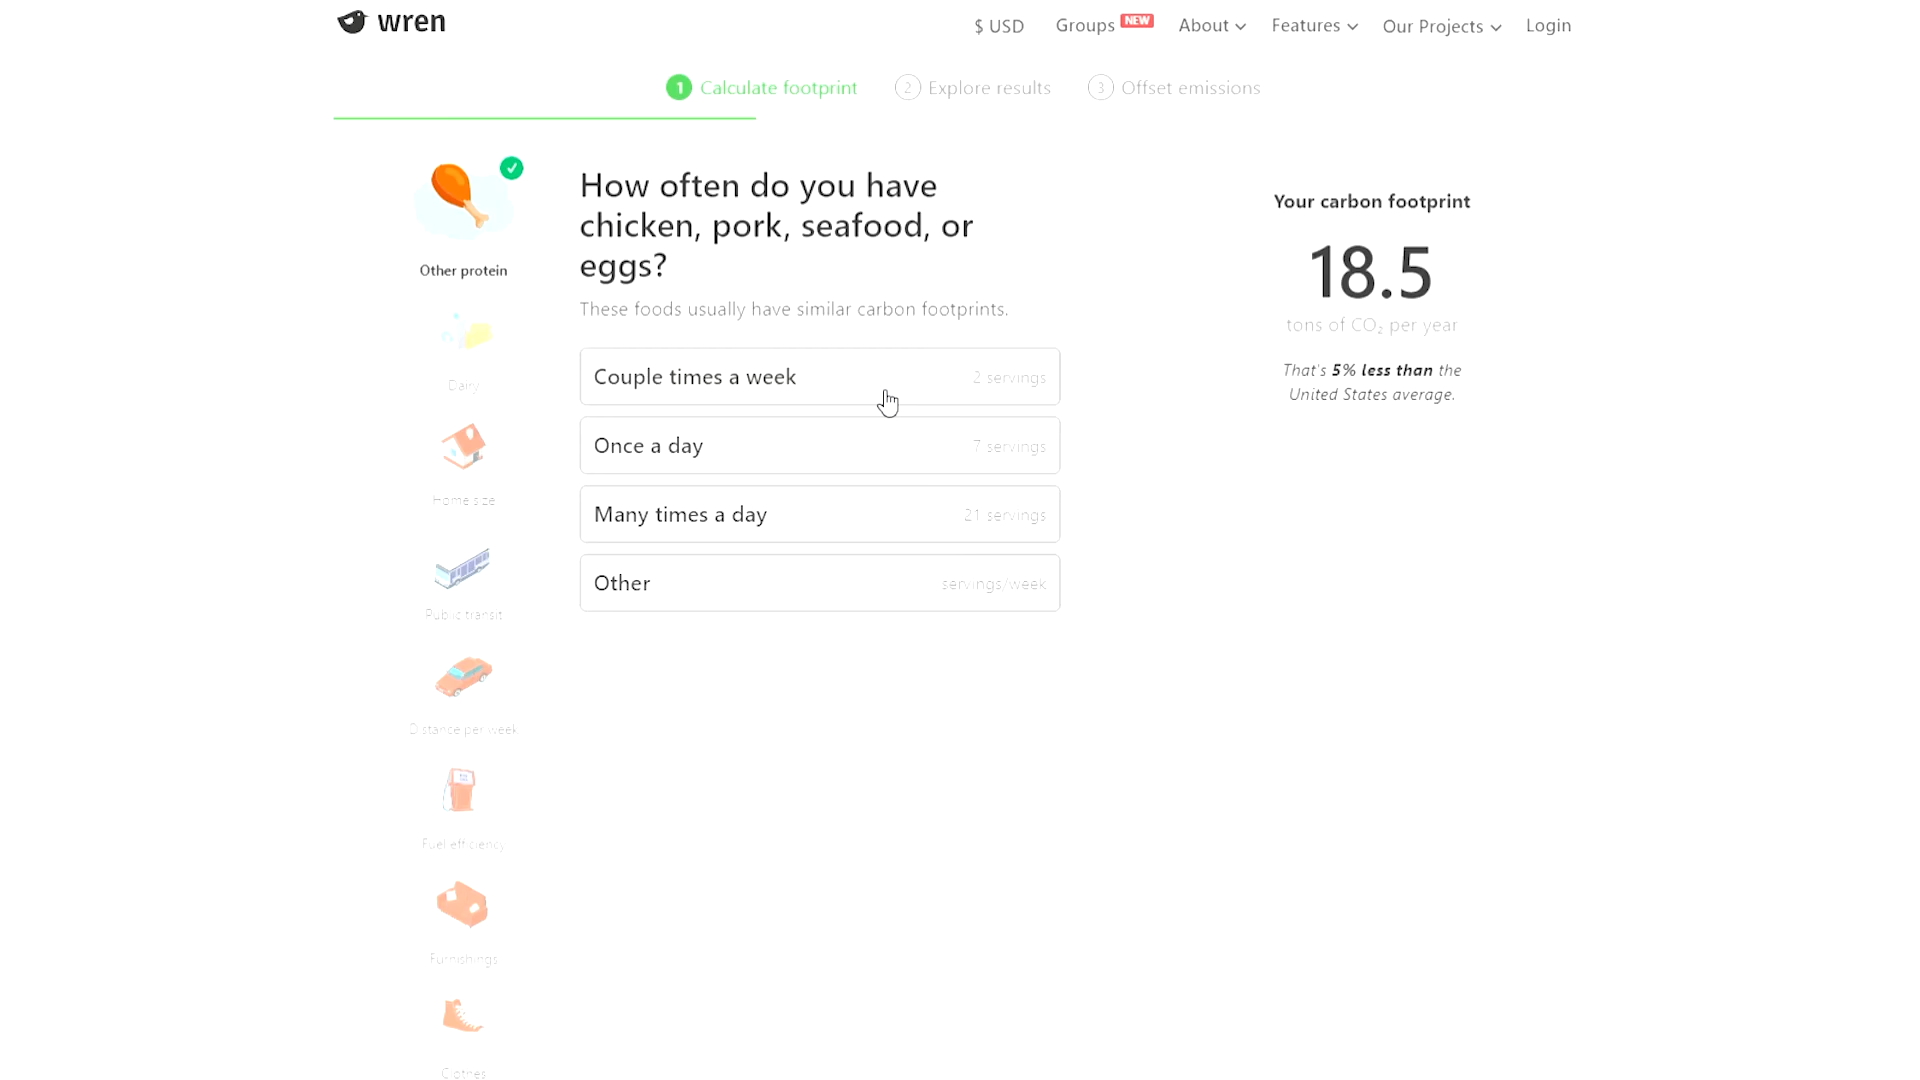 wren
$ USD
Groups NEW
About
Features
Our Projects
Login
1 Calculate footprint
2 Explore results
3 Offset emissions
Other protein
Dairy
Home size
Public transit
Distance per week
Fuel efficiency
Furnishings
Clothes
How often do you have
chicken, pork, seafood, or
eggs?
These foods usually have similar carbon footprints.
Couple times a week 2 servings
Once a day 7 servings
Many times a day 21 servings
Other servings/week
Your carbon footprint
18.5
tons of CO₂ per year
That's 5% less than the
United States average.